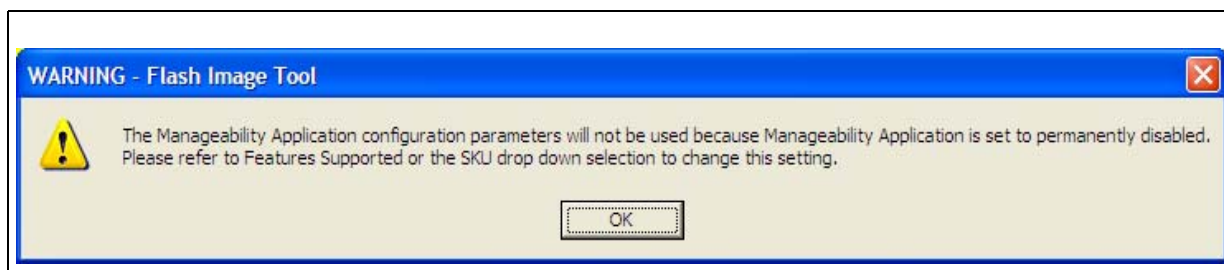 WARNING - Flash Image Tool
The Manageability Application configuration parameters will not be used because Manageability Application is set to permanently disabled.
Please refer to Features Supported or the SKU drop down selection to change this setting.
OK